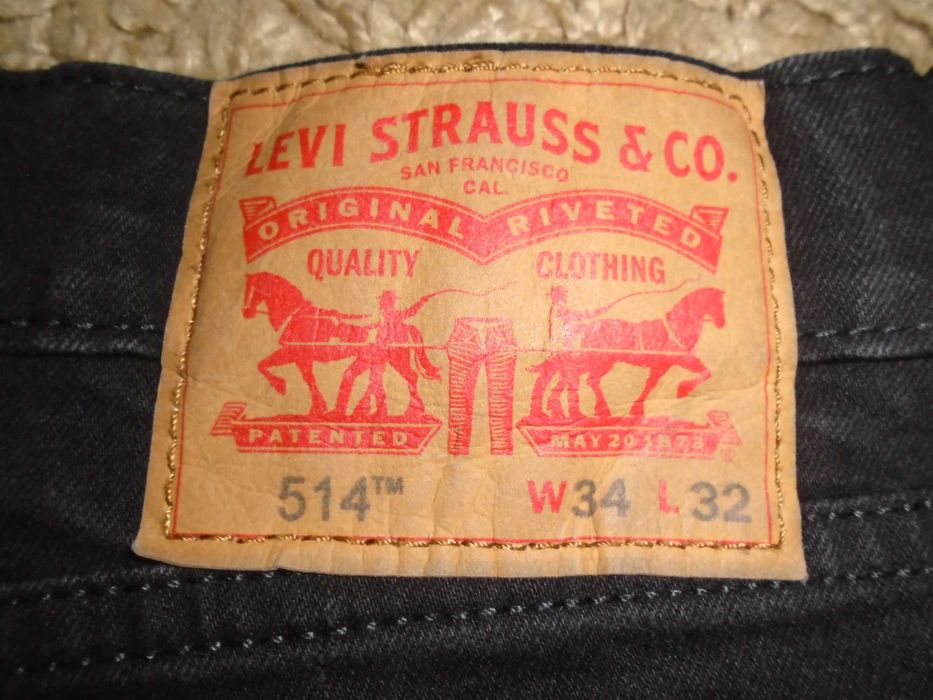 LEVI STRAUSS & CO.
SAN FRANCISCO
CAL.
ORIGINAL RIVETED
QUALITY CLOTHING
PATENTED MAY 20 1873
®
514™ W34 L32